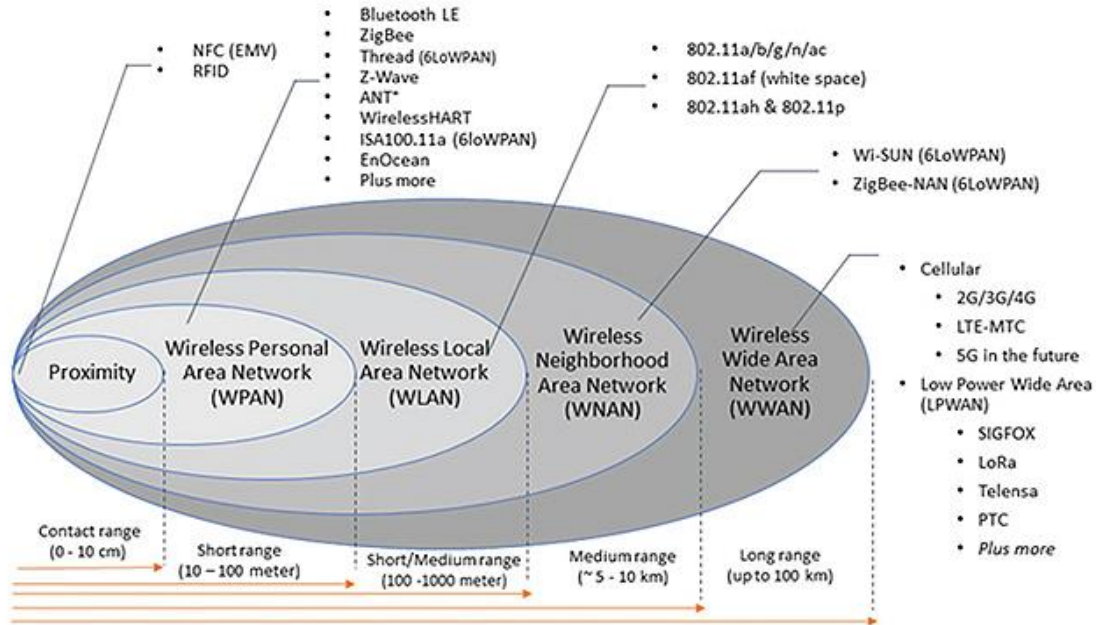 • NFC (EMV)
• RFID
• Bluetooth LE
• ZigBee
• Thread (6LoWPAN)
• Z-Wave
• ANT*
• WirelessHART
• ISA100.11a (6loWPAN)
• EnOcean
• Plus more
• 802.11a/b/g/n/ac
• 802.11af (white space)
• 802.11ah & 802.11p
• Wi-SUN (6LoWPAN)
• ZigBee-NAN (6LoWPAN)
• Cellular
• 2G/3G/4G
• LTE-MTC
• 5G in the future
• Low Power Wide Area
(LPWAN)
• SIGFOX
• LoRa
• Telensa
• PTC
• Plus more
Proximity
Wireless Personal
Area Network
(WPAN)
Wireless Local
Area Network
(WLAN)
Wireless
Neighborhood
Area Network
(WNAN)
Wireless
Wide Area
Network
(WWAN)
Contact range
(0 - 10 cm)
Short range
(10 – 100 meter)
Short/Medium range
(100 -1000 meter)
Medium range
(~ 5 - 10 km)
Long range
(up to 100 km)